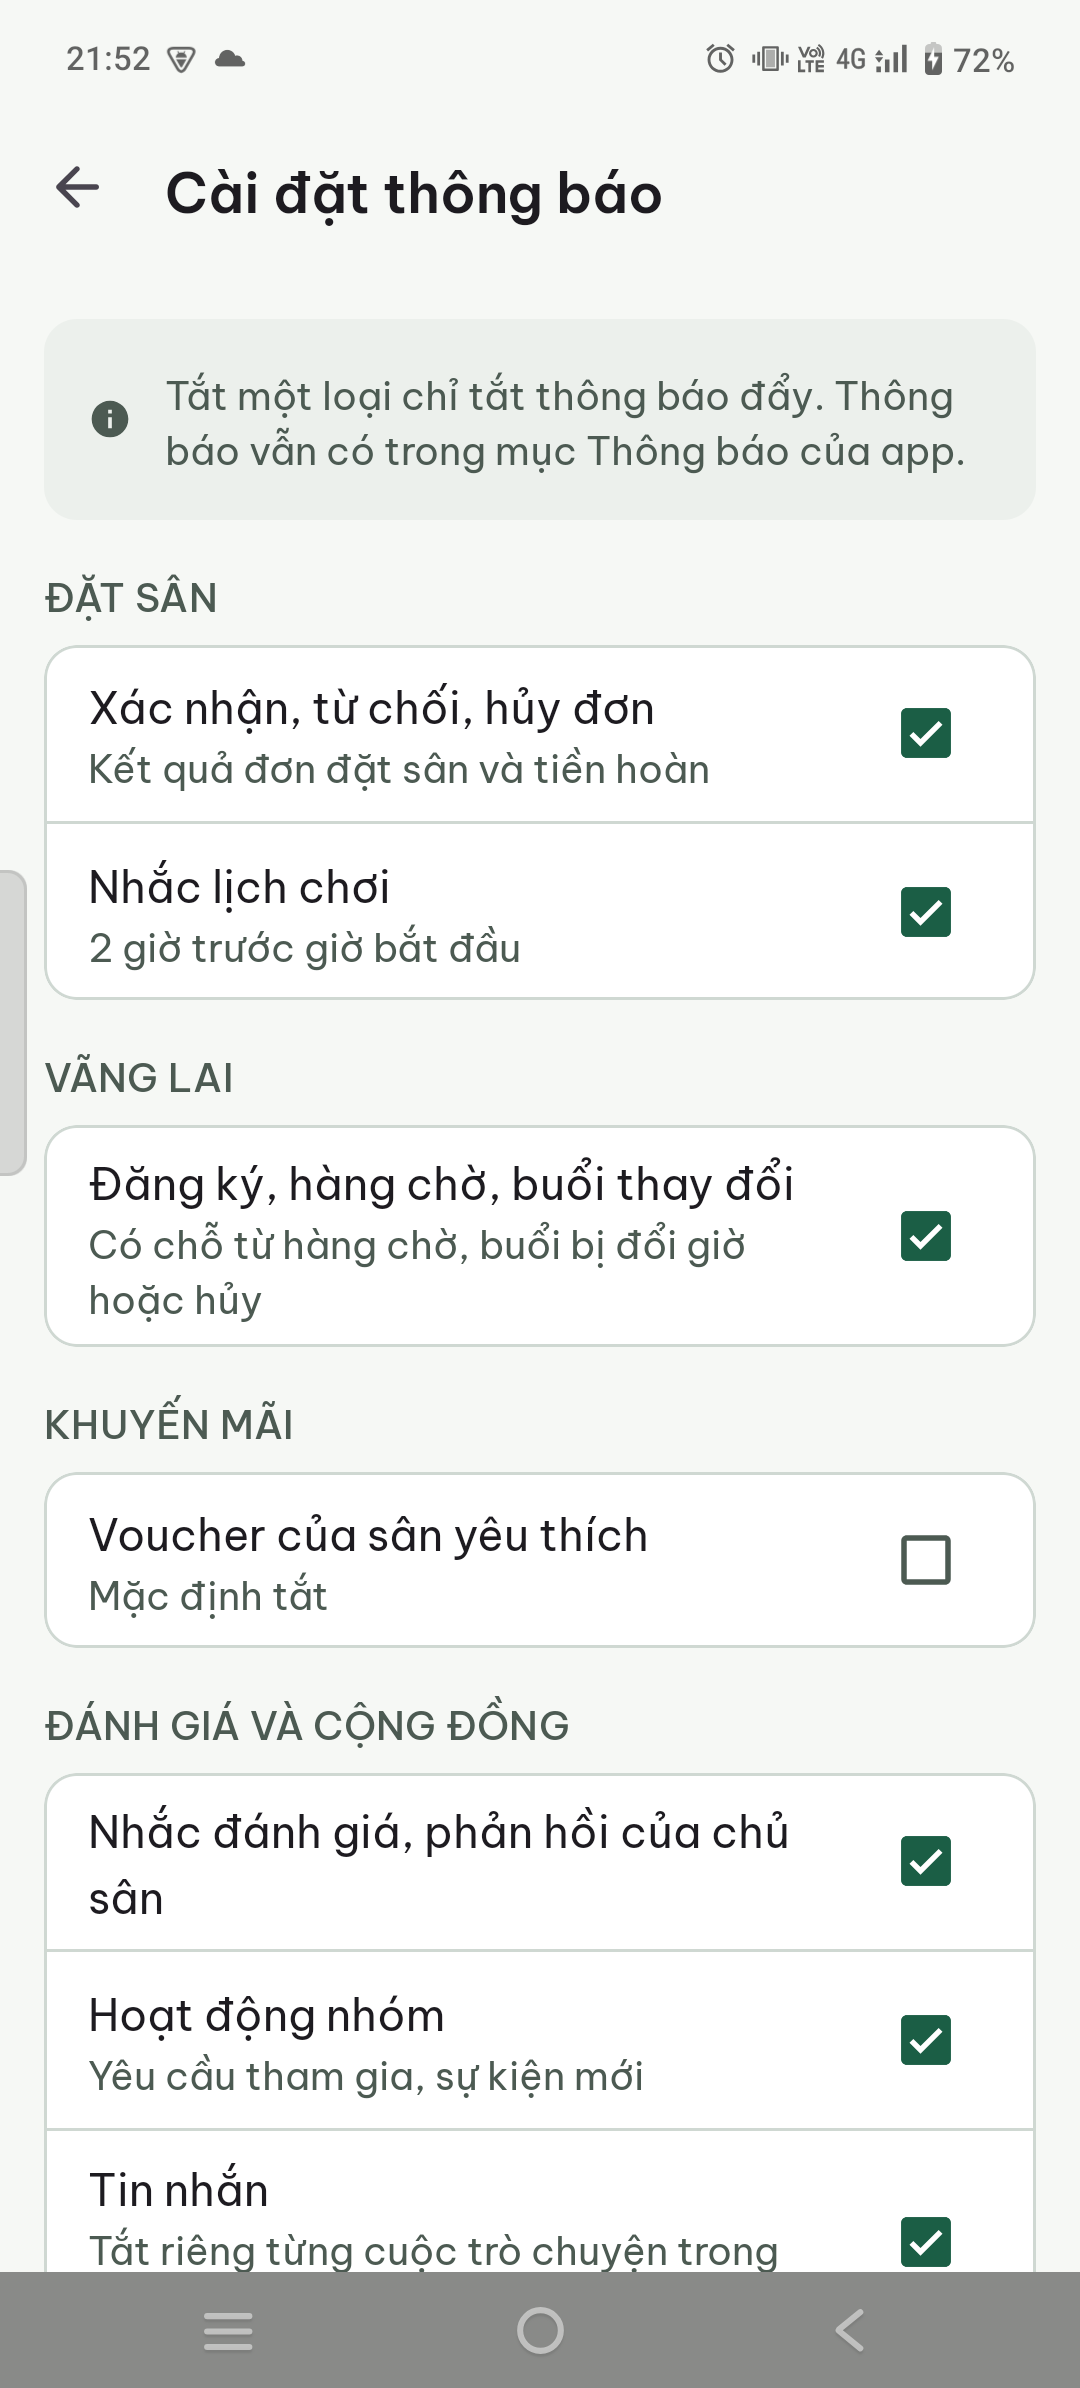 21:52
VoLTE 4G 72%
Cài đặt thông báo
Tắt một loại chỉ tắt thông báo đẩy. Thông
báo vẫn có trong mục Thông báo của app.
ĐẶT SÂN
Xác nhận, từ chối, hủy đơn
Kết quả đơn đặt sân và tiền hoàn
Nhắc lịch chơi
2 giờ trước giờ bắt đầu
VÃNG LAI
Đăng ký, hàng chờ, buổi thay đổi
Có chỗ từ hàng chờ, buổi bị đổi giờ
hoặc hủy
KHUYẾN MÃI
Voucher của sân yêu thích
Mặc định tắt
ĐÁNH GIÁ VÀ CỘNG ĐỒNG
Nhắc đánh giá, phản hồi của chủ
sân
Hoạt động nhóm
Yêu cầu tham gia, sự kiện mới
Tin nhắn
Tắt riêng từng cuộc trò chuyện trong